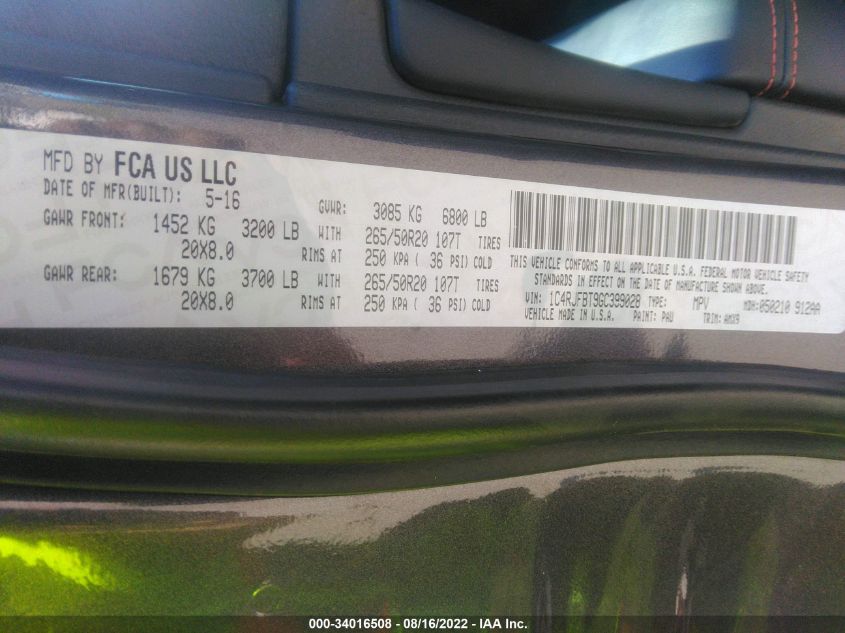 MFD BY FCA US LLC
DATE OF MFR(BUILT): 5-16 GVWR: 3085 KG 6800 LB
GAWR FRONT: 1452 KG 3200 LB WITH 265/50R20 107T TIRES
20X8.0 RIMS AT 250 KPA ( 36 PSI) COLD
GAWR REAR: 1679 KG 3700 LB WITH 265/50R20 107T TIRES
20X8.0 RIMS AT 250 KPA ( 36 PSI) COLD
THIS VEHICLE CONFORMS TO ALL APPLICABLE U.S.A. FEDERAL MOTOR VEHICLE SAFETY
STANDARDS IN EFFECT ON THE DATE OF MANUFACTURE SHOWN ABOVE.
VIN: 1C4RJFBT9GC399028 TYPE: MPV MDH: 050210 912AA
VEHICLE MADE IN U.S.A. PAINT: PAU TRIM: AMX9
000-34016508 - 08/16/2022 - IAA Inc.